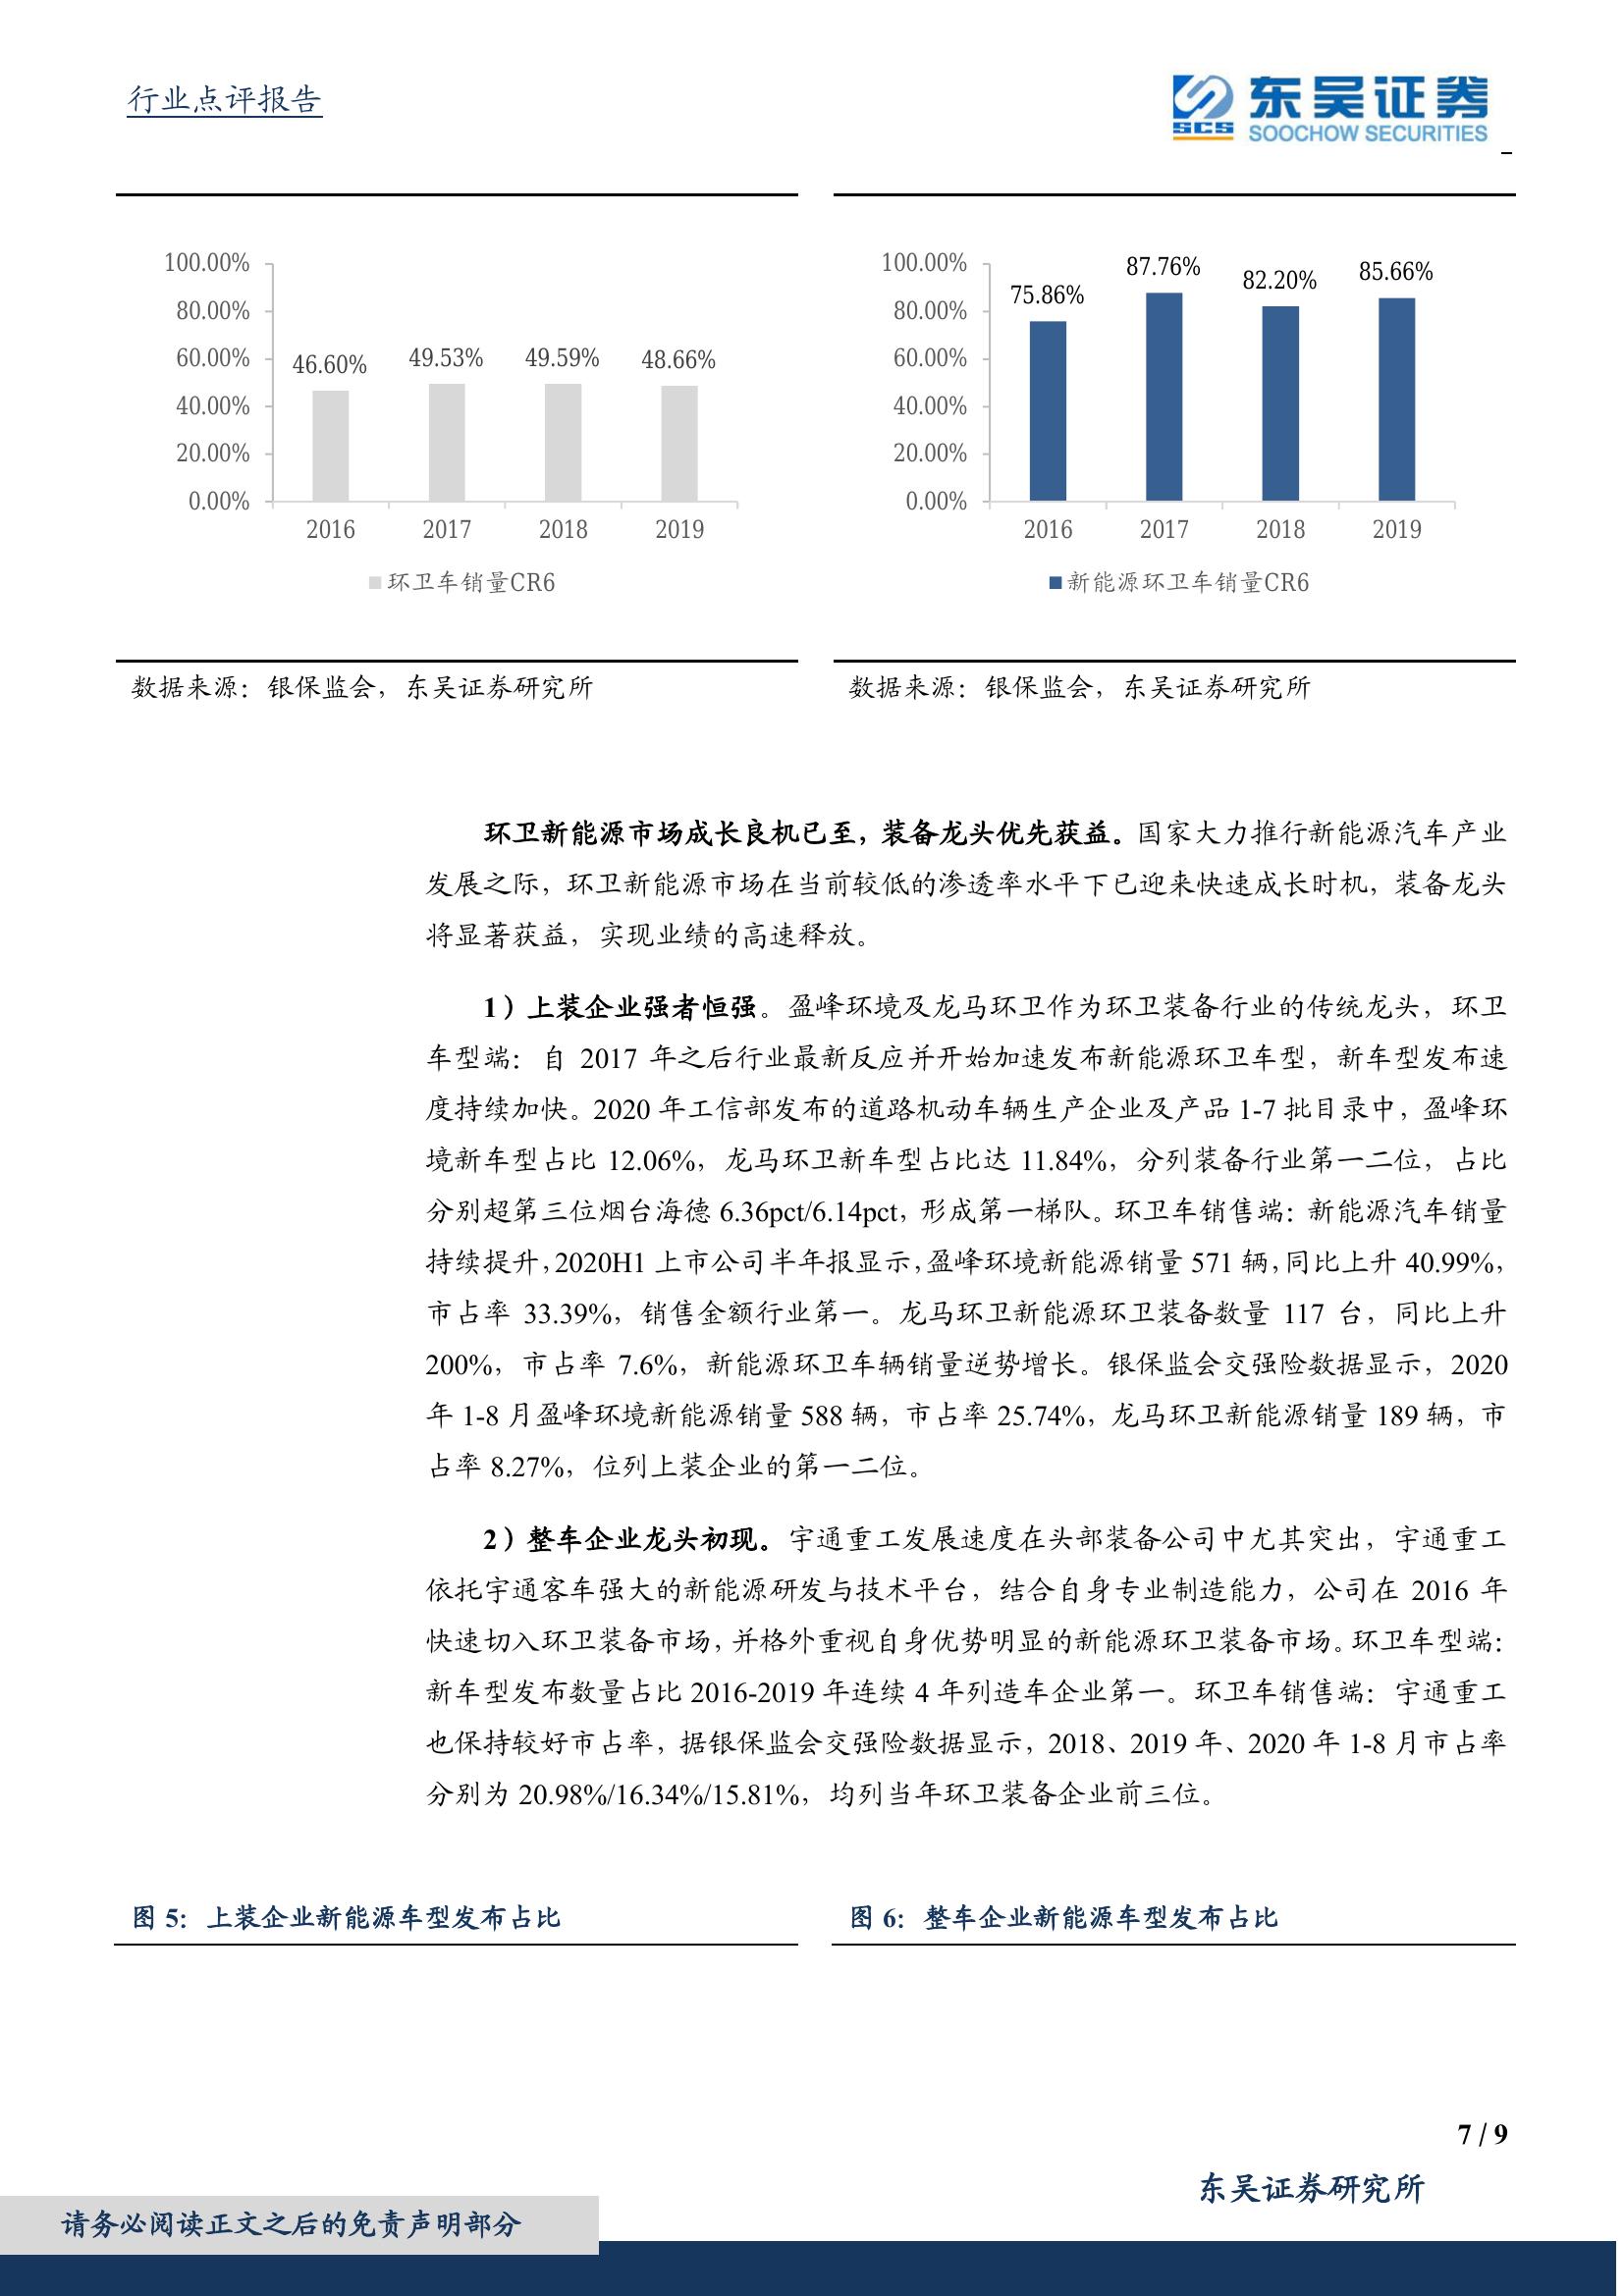 行业点评报告
东吴证券
SCS
SOOCHOW SECURITIES
100.00%
80.00%
60.00%
40.00%
20.00%
0.00%
46.60%
49.53%
49.59%
48.66%
2016
2017
2018
2019
环卫车销量CR6
100.00%
80.00%
60.00%
40.00%
20.00%
0.00%
75.86%
87.76%
82.20%
85.66%
2016
2017
2018
2019
新能源环卫车销量CR6
数据来源：银保监会，东吴证券研究所
数据来源：银保监会，东吴证券研究所
环卫新能源市场成长良机已至，装备龙头优先获益。国家大力推行新能源汽车产业
发展之际，环卫新能源市场在当前较低的渗透率水平下已迎来快速成长时机，装备龙头
将显著获益，实现业绩的高速释放。
1）上装企业强者恒强。盈峰环境及龙马环卫作为环卫装备行业的传统龙头，环卫
车型端：自 2017 年之后行业最新反应并开始加速发布新能源环卫车型，新车型发布速
度持续加快。2020 年工信部发布的道路机动车辆生产企业及产品 1-7 批目录中，盈峰环
境新车型占比 12.06%，龙马环卫新车型占比达 11.84%，分列装备行业第一二位，占比
分别超第三位烟台海德 6.36pct/6.14pct，形成第一梯队。环卫车销售端：新能源汽车销量
持续提升，2020H1 上市公司半年报显示，盈峰环境新能源销量 571 辆，同比上升 40.99%，
市占率 33.39%，销售金额行业第一。龙马环卫新能源环卫装备数量 117 台，同比上升
200%，市占率 7.6%，新能源环卫车辆销量逆势增长。银保监会交强险数据显示，2020
年 1-8 月盈峰环境新能源销量 588 辆，市占率 25.74%，龙马环卫新能源销量 189 辆，市
占率 8.27%，位列上装企业的第一二位。
2）整车企业龙头初现。宇通重工发展速度在头部装备公司中尤其突出，宇通重工
依托宇通客车强大的新能源研发与技术平台，结合自身专业制造能力，公司在 2016 年
快速切入环卫装备市场，并格外重视自身优势明显的新能源环卫装备市场。环卫车型端：
新车型发布数量占比 2016-2019 年连续 4 年列造车企业第一。环卫车销售端：宇通重工
也保持较好市占率，据银保监会交强险数据显示，2018、2019 年、2020 年 1-8 月市占率
分别为 20.98%/16.34%/15.81%，均列当年环卫装备企业前三位。
图 5：上装企业新能源车型发布占比
图 6：整车企业新能源车型发布占比
7 / 9
东吴证券研究所
请务必阅读正文之后的免责声明部分